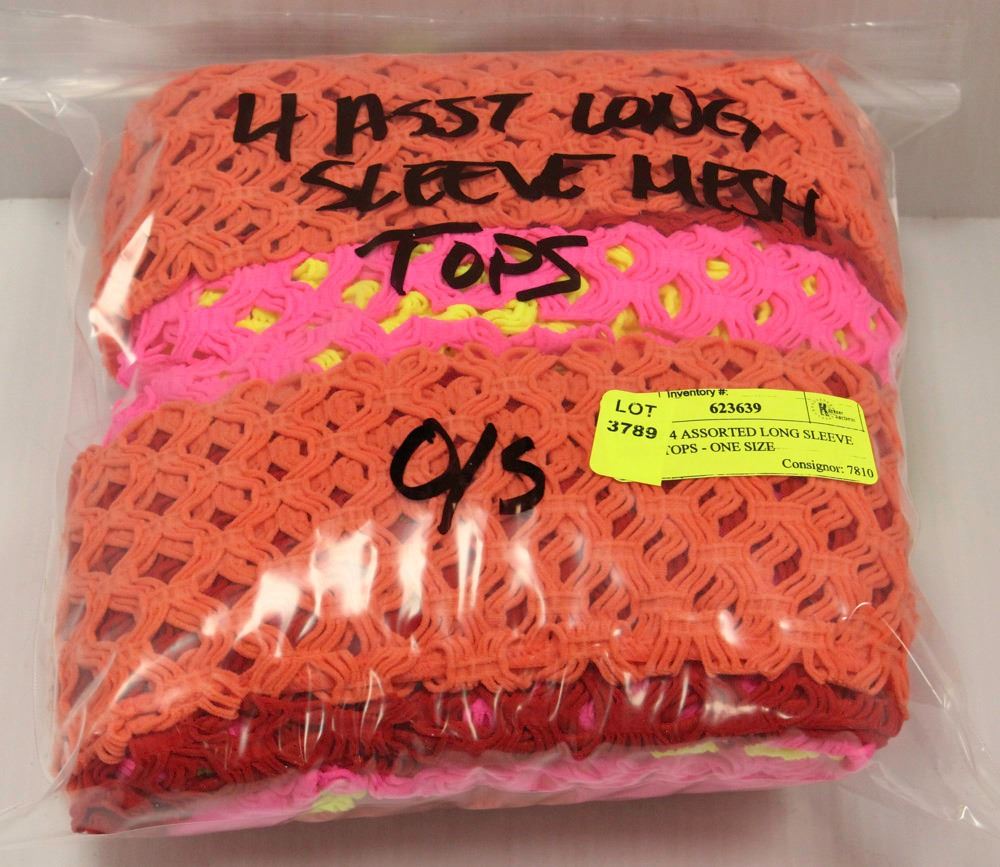 4 ASST LONG
SLEEVE MESH
TOPS
O/S
LOT
3789
Inventory #:
623639
4 ASSORTED LONG SLEEVE
TOPS - ONE SIZE
Consignor: 7810